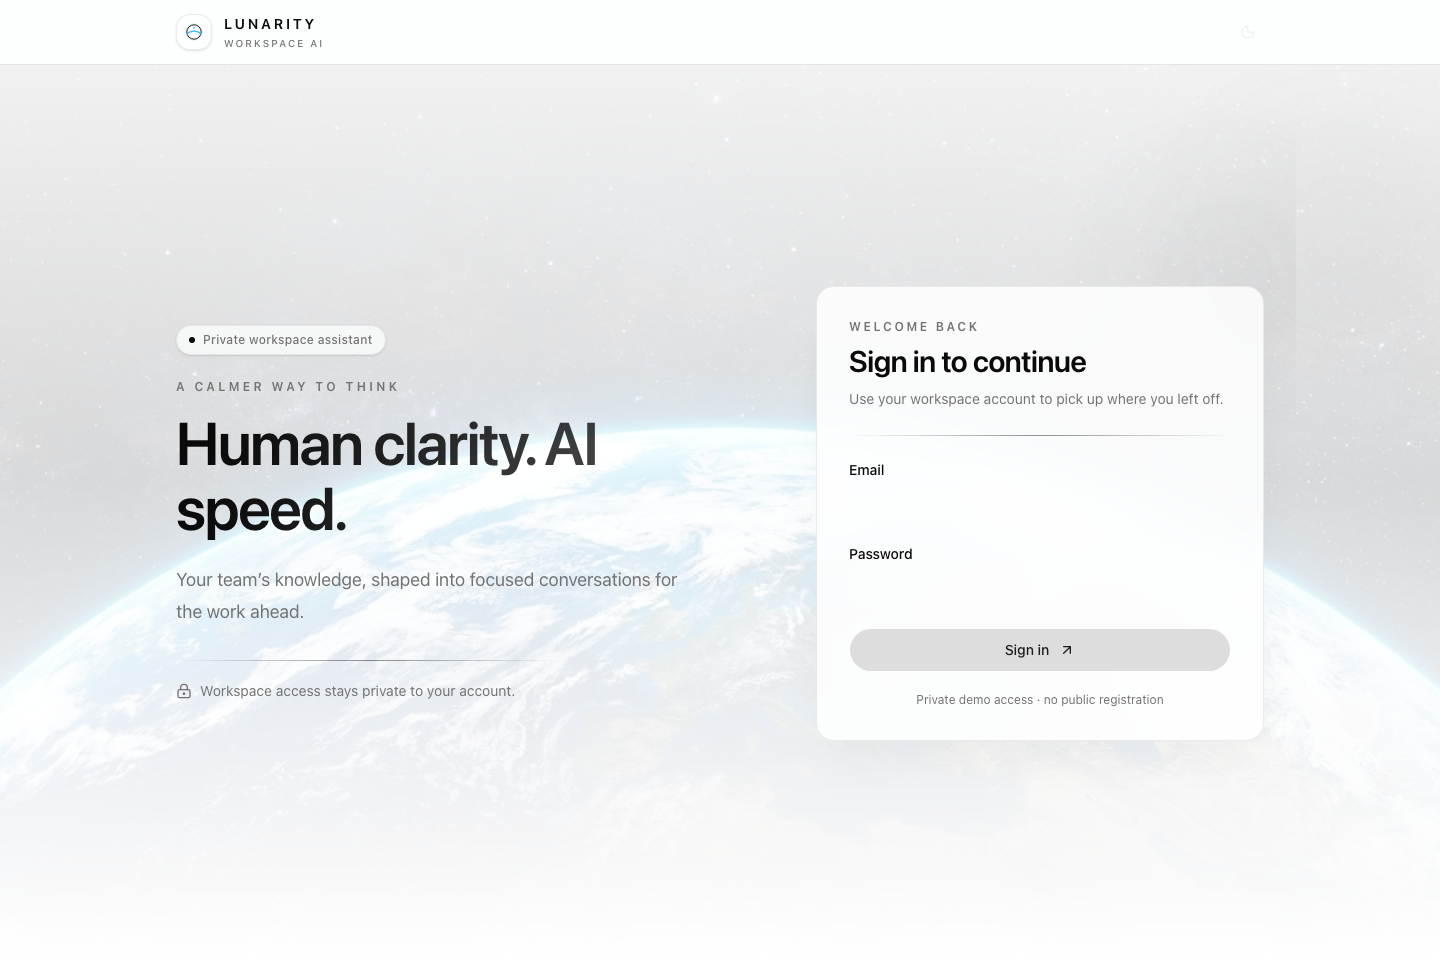 LUNARITY
WORKSPACE AI
Private workspace assistant
A CALMER WAY TO THINK
Human clarity. AI
speed.
Your team’s knowledge, shaped into focused conversations for
the work ahead.
Workspace access stays private to your account.
WELCOME BACK
Sign in to continue
Use your workspace account to pick up where you left off.
Email
Password
Sign in
Private demo access · no public registration